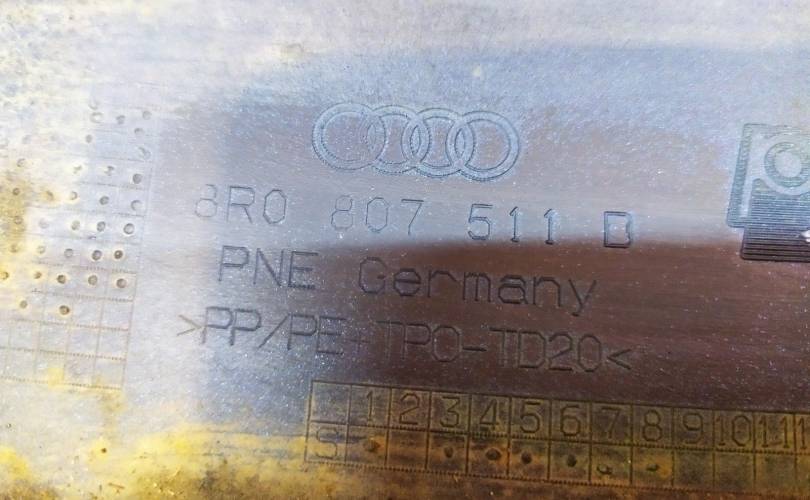 8R0 807 511 B
PNE Germany
>PP/PE+TPO-TD20<
1 2 3 4 5 6 7 8 9 10 11
S